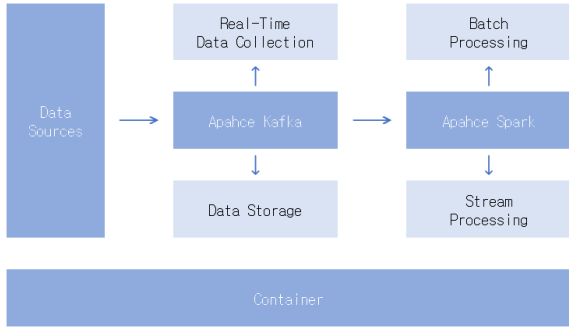 Real-Time
Data Collection
Batch
Processing
Data
Sources
Apahce Kafka
Apahce Spark
Data Storage
Stream
Processing
Container